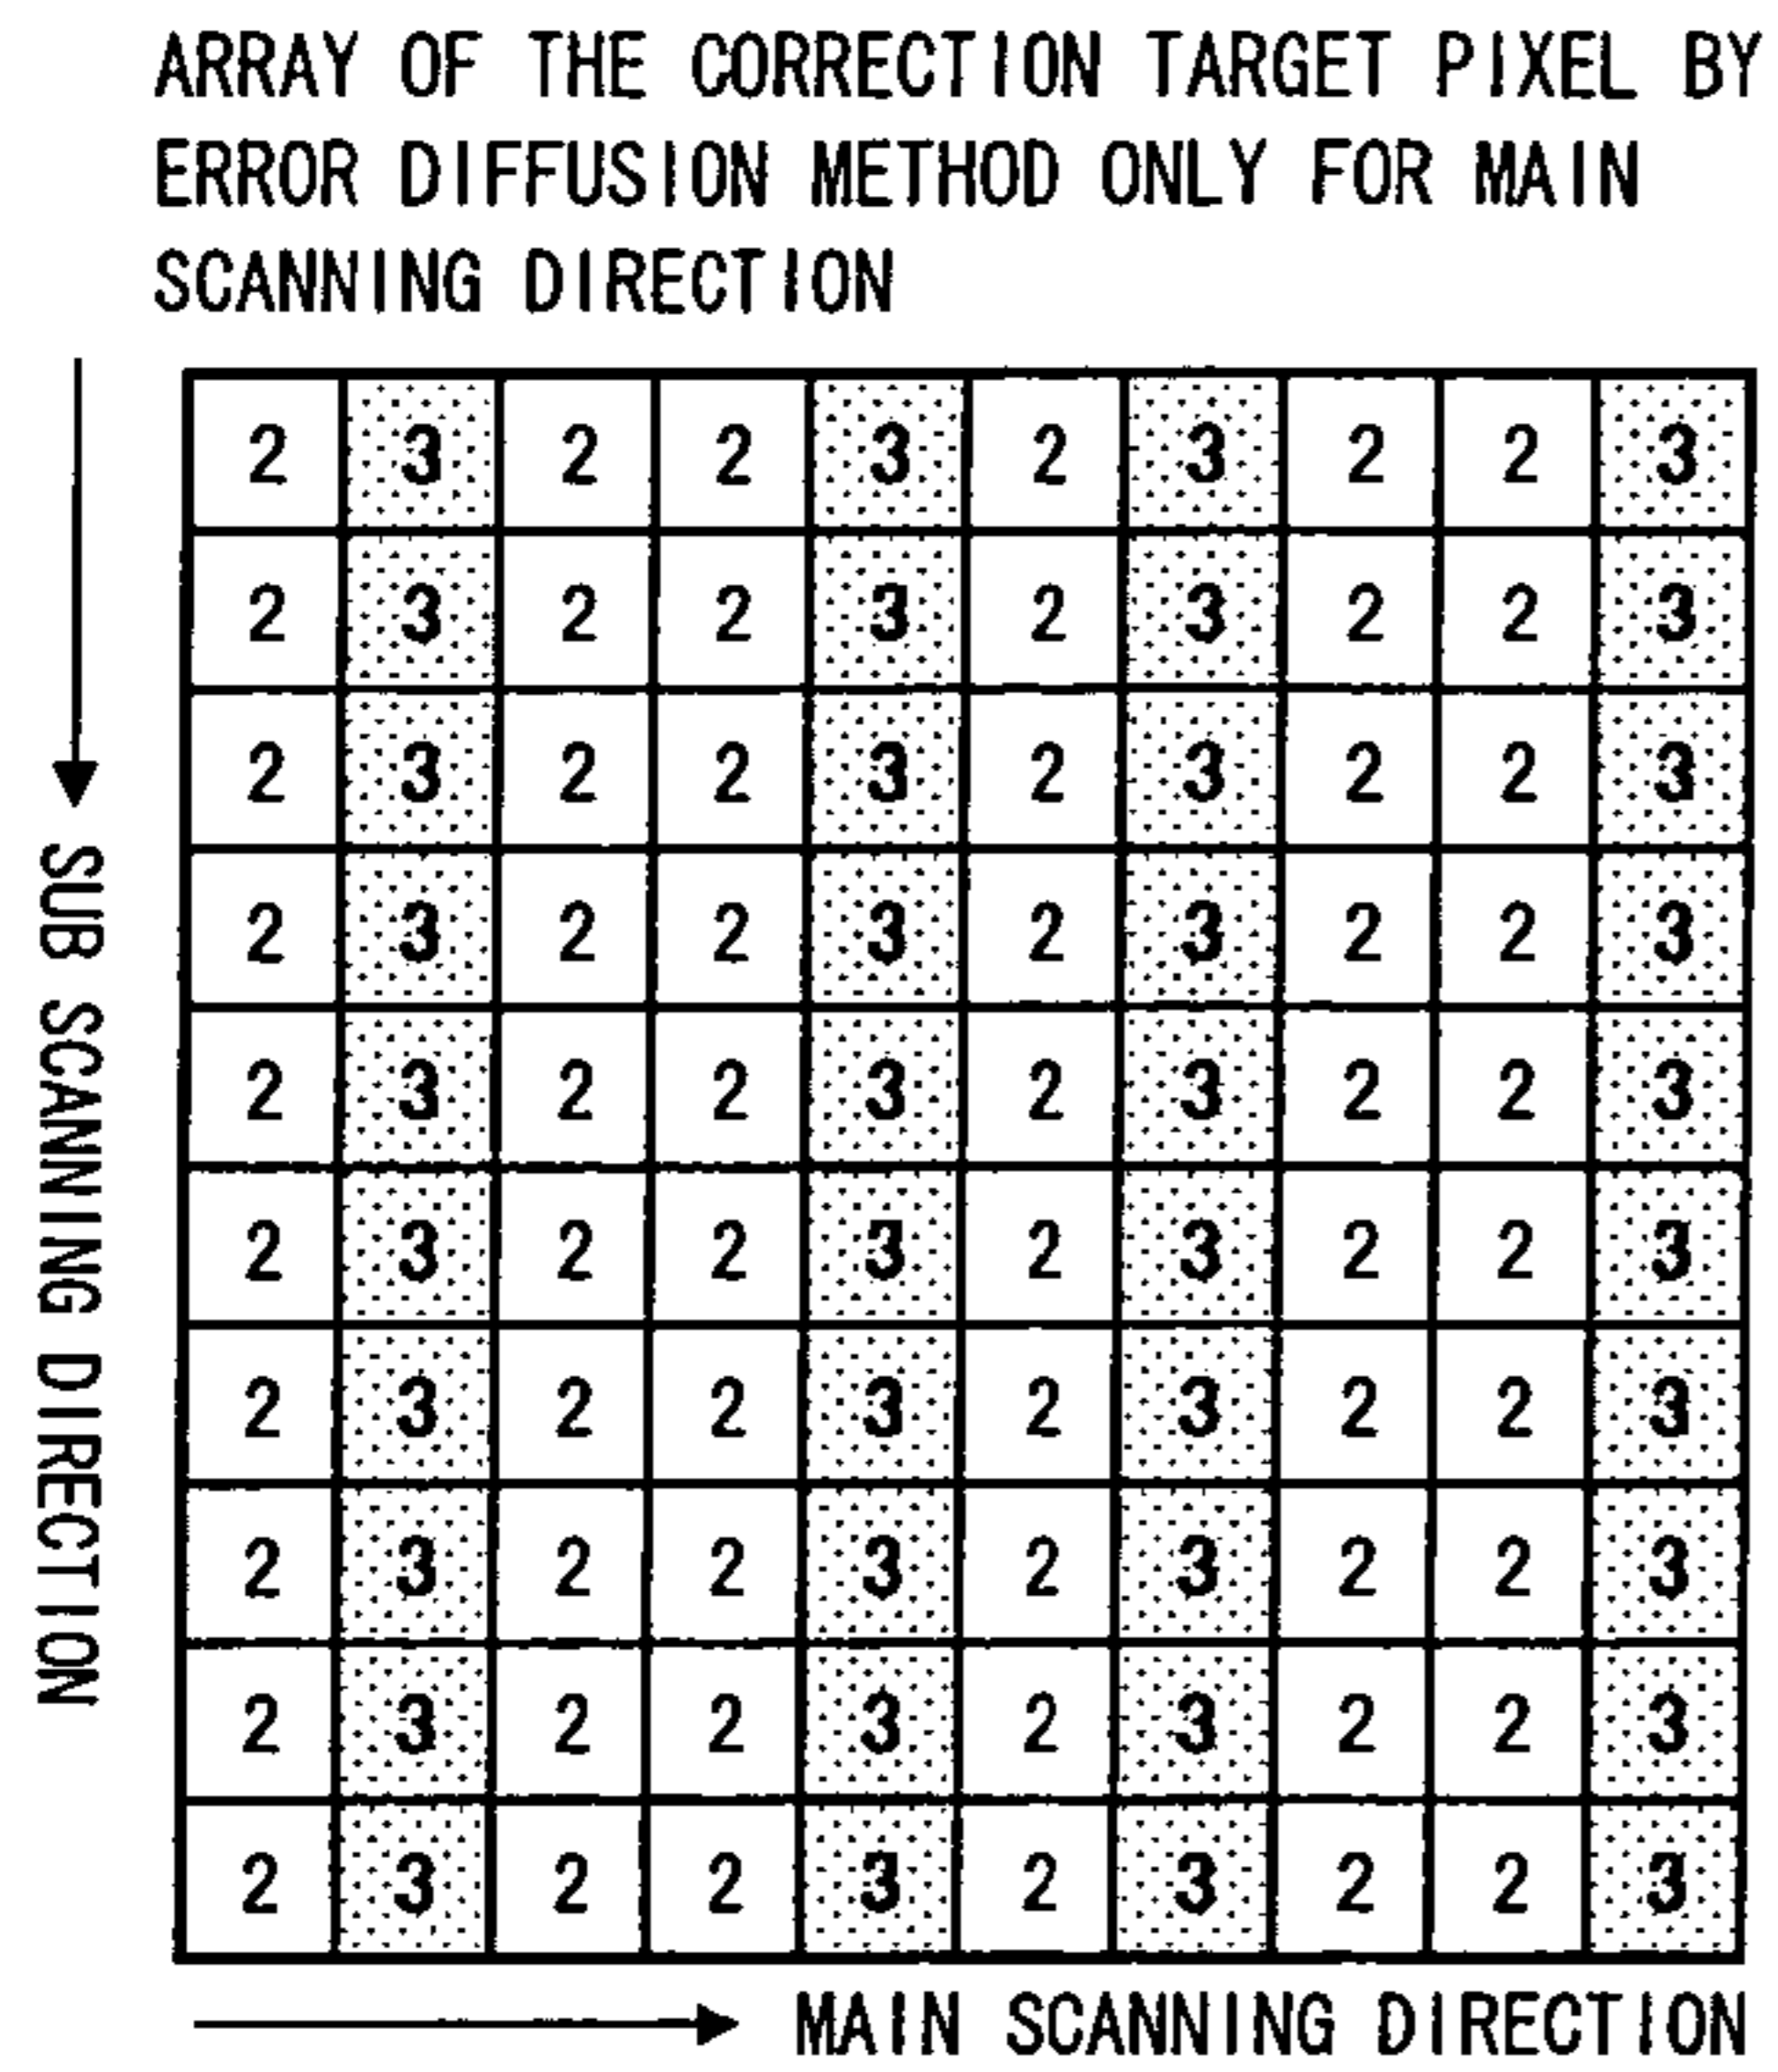 ARRAY OF THE CORRECTION TARGET PIXEL BY
ERROR DIFFUSION METHOD ONLY FOR MAIN
SCANNING DIRECTION
2 3 2 2 3 2 3 2 2 3
2 3 2 2 3 2 3 2 2 3
2 3 2 2 3 2 3 2 2 3
2 3 2 2 3 2 3 2 2 3
2 3 2 2 3 2 3 2 2 3
2 3 2 2 3 2 3 2 2 3
2 3 2 2 3 2 3 2 2 3
2 3 2 2 3 2 3 2 2 3
2 3 2 2 3 2 3 2 2 3
2 3 2 2 3 2 3 2 2 3
SUB SCANNING DIRECTION
MAIN SCANNING DIRECTION